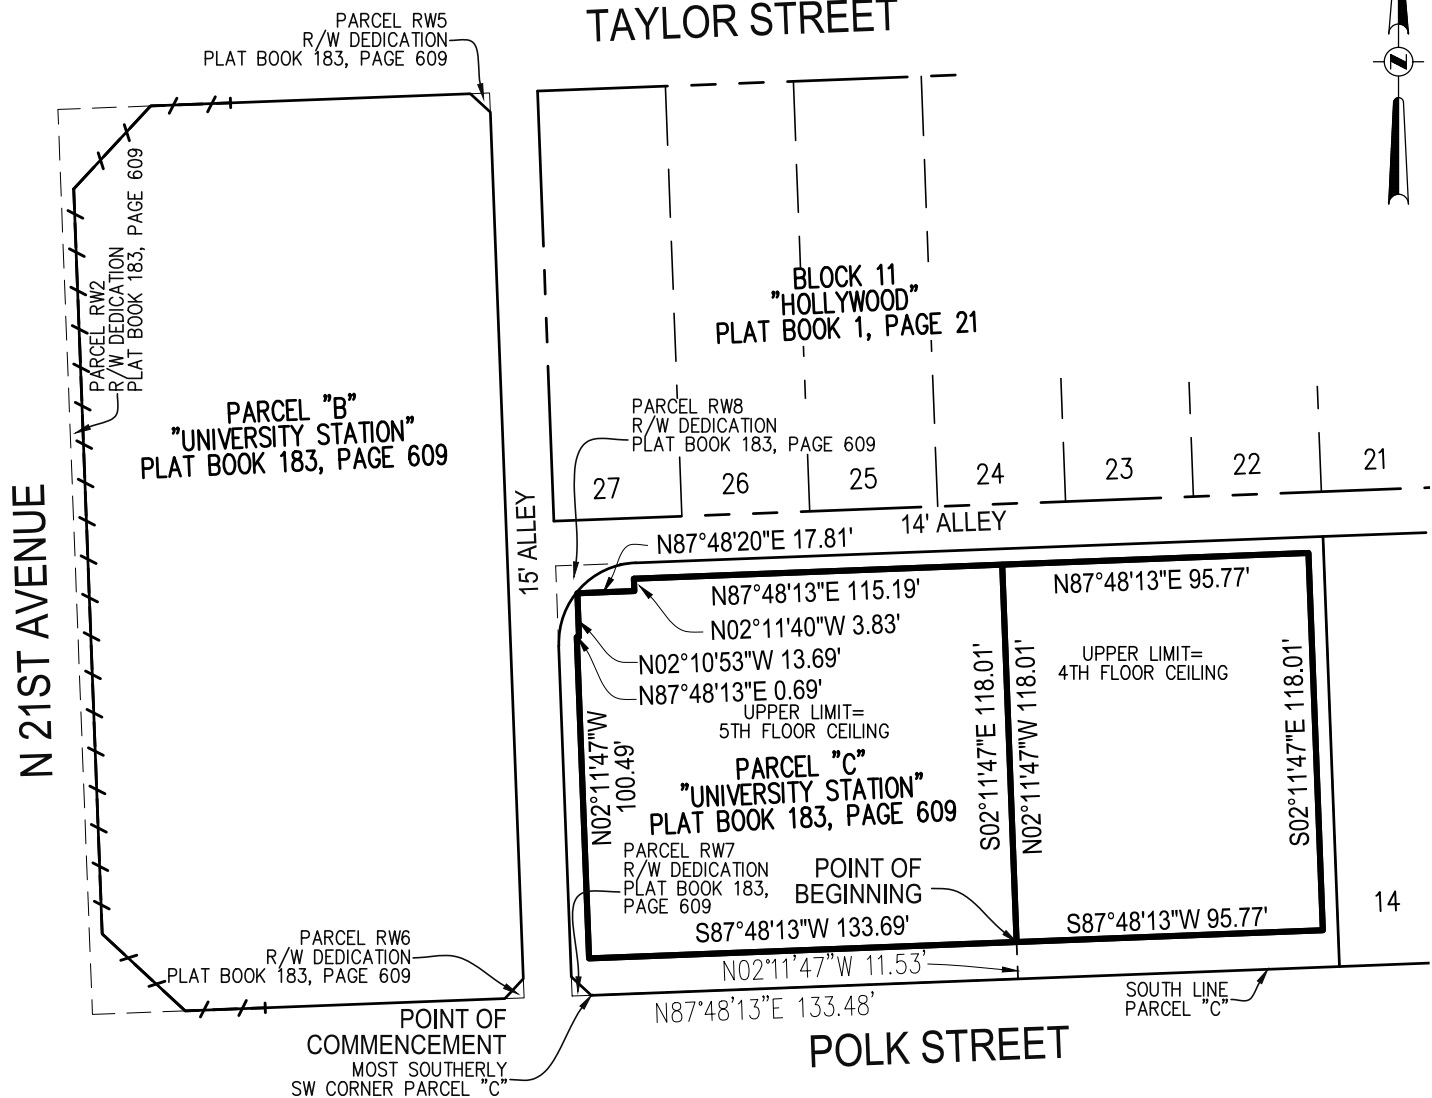 TAYLOR STREET
PARCEL RW5
R/W DEDICATION
PLAT BOOK 183, PAGE 609
Z
PARCEL RW2
R/W DEDICATION
PLAT BOOK 183, PAGE 609
BLOCK 11
"HOLLYWOOD"
PLAT BOOK 1, PAGE 21
PARCEL "B"
"UNIVERSITY STATION"
PLAT BOOK 183, PAGE 609
PARCEL RW8
R/W DEDICATION
PLAT BOOK 183, PAGE 609
27
26
25
24
23
22
21
N 21ST AVENUE
15' ALLEY
14' ALLEY
N87°48'20"E 17.81'
N87°48'13"E 115.19'
N87°48'13"E 95.77'
N02°11'40"W 3.83'
N02°10'53"W 13.69'
N87°48'13"E 0.69'
UPPER LIMIT=
5TH FLOOR CEILING
UPPER LIMIT=
4TH FLOOR CEILING
N02°11'47"W
100.49'
S02°11'47"E 118.01'
N02°11'47"W 118.01'
S02°11'47"E 118.01'
PARCEL "C"
"UNIVERSITY STATION"
PLAT BOOK 183, PAGE 609
PARCEL RW7
R/W DEDICATION
PLAT BOOK 183,
PAGE 609
POINT OF
BEGINNING
S87°48'13"W 133.69'
S87°48'13"W 95.77'
14
PARCEL RW6
R/W DEDICATION
PLAT BOOK 183, PAGE 609
N02°11'47"W 11.53'
N87°48'13"E 133.48'
SOUTH LINE
PARCEL "C"
POINT OF
COMMENCEMENT
MOST SOUTHERLY
SW CORNER PARCEL "C"
POLK STREET